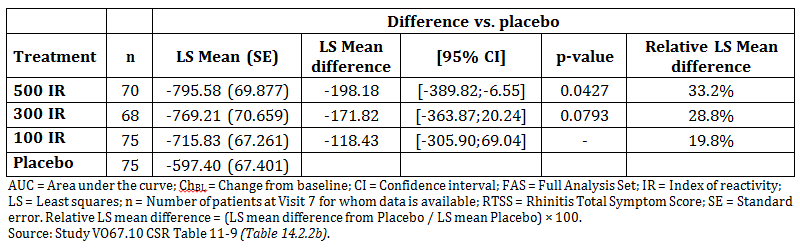 Difference vs. placebo
Treatment n LS Mean (SE) LS Mean difference [95% CI] p-value Relative LS Mean difference
500 IR 70 -795.58 (69.877) -198.18 [-389.82;-6.55] 0.0427 33.2%
300 IR 68 -769.21 (70.659) -171.82 [-363.87;20.24] 0.0793 28.8%
100 IR 75 -715.83 (67.261) -118.43 [-305.90;69.04] - 19.8%
Placebo 75 -597.40 (67.401)
AUC = Area under the curve; ChBL = Change from baseline; CI = Confidence interval; FAS = Full Analysis Set; IR = Index of reactivity;
LS = Least squares; n = Number of patients at Visit 7 for whom data is available; RTSS = Rhinitis Total Symptom Score; SE = Standard
error. Relative LS mean difference = (LS mean difference from Placebo / LS mean Placebo) × 100.
Source: Study VO67.10 CSR Table 11-9 (Table 14.2.2b).